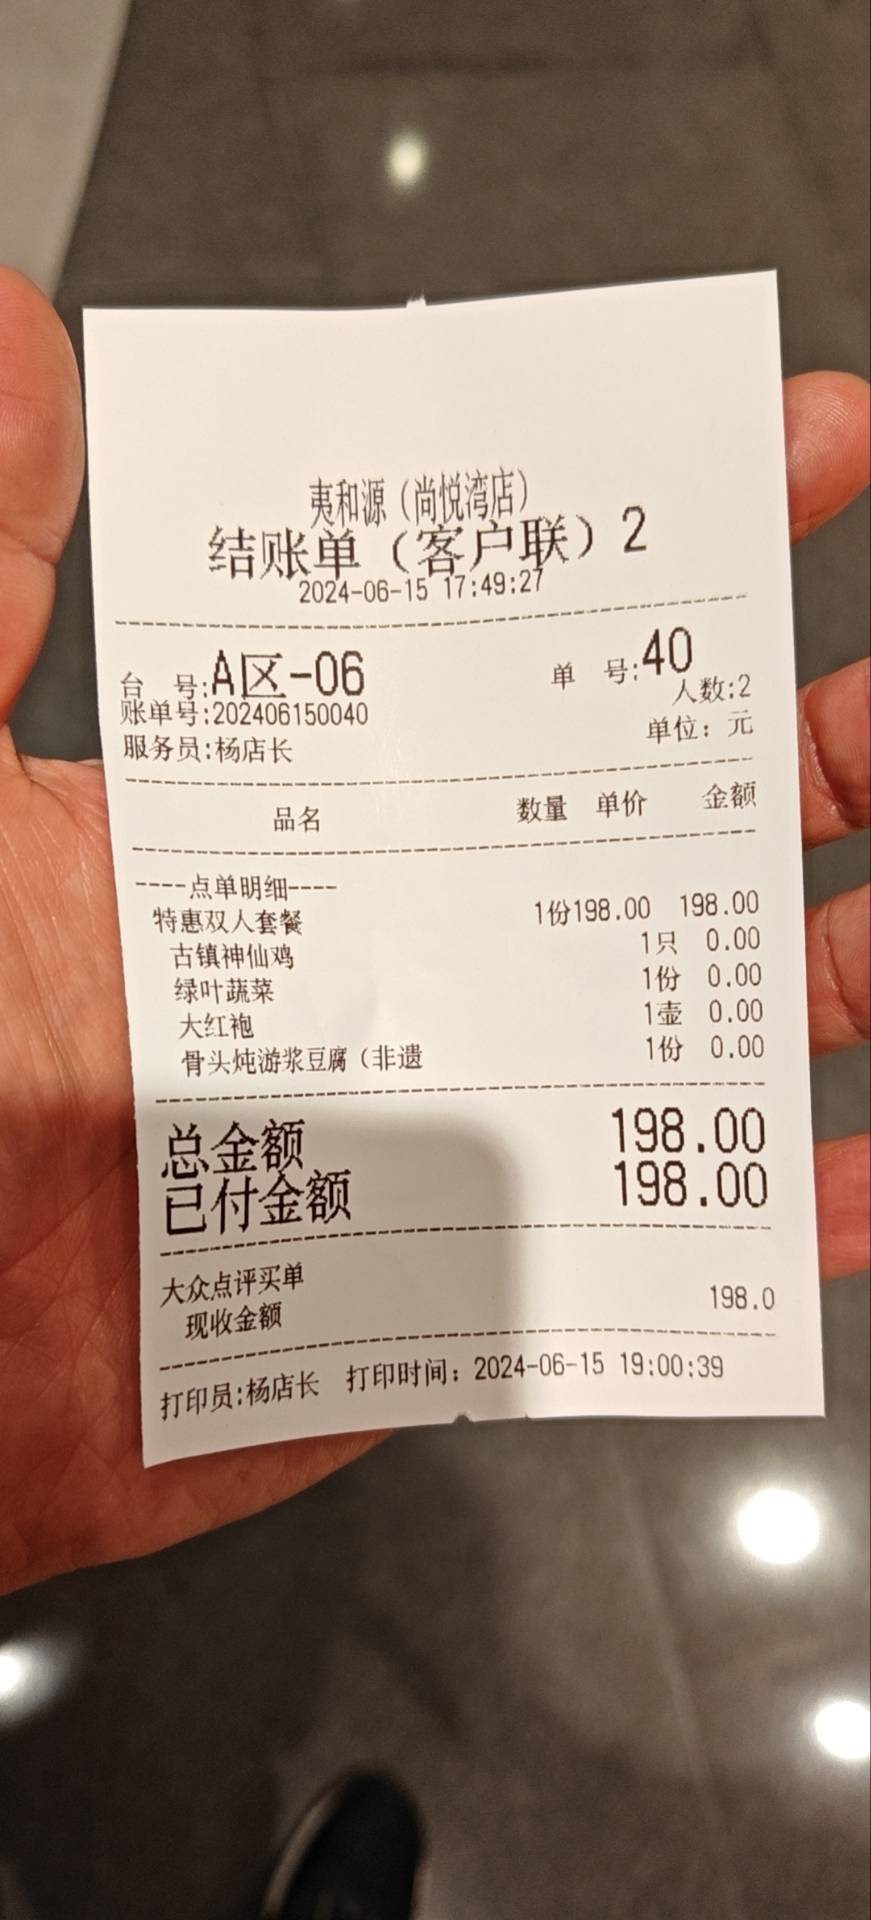 夷和源（尚悦湾店）
结账单（客户联）2
2024-06-15 17:49:27
台 号:A区-06 单 号:40
人数:2
账单号:202406150040
服务员:杨店长 单位：元
品名 数量 单价 金额
----点单明细----
特惠双人套餐 1份198.00 198.00
古镇神仙鸡 1只 0.00
绿叶蔬菜 1份 0.00
大红袍 1壶 0.00
骨头炖游浆豆腐（非遗 1份 0.00
总金额 198.00
已付金额 198.00
大众点评买单
现收金额 198.0
打印员:杨店长 打印时间：2024-06-15 19:00:39